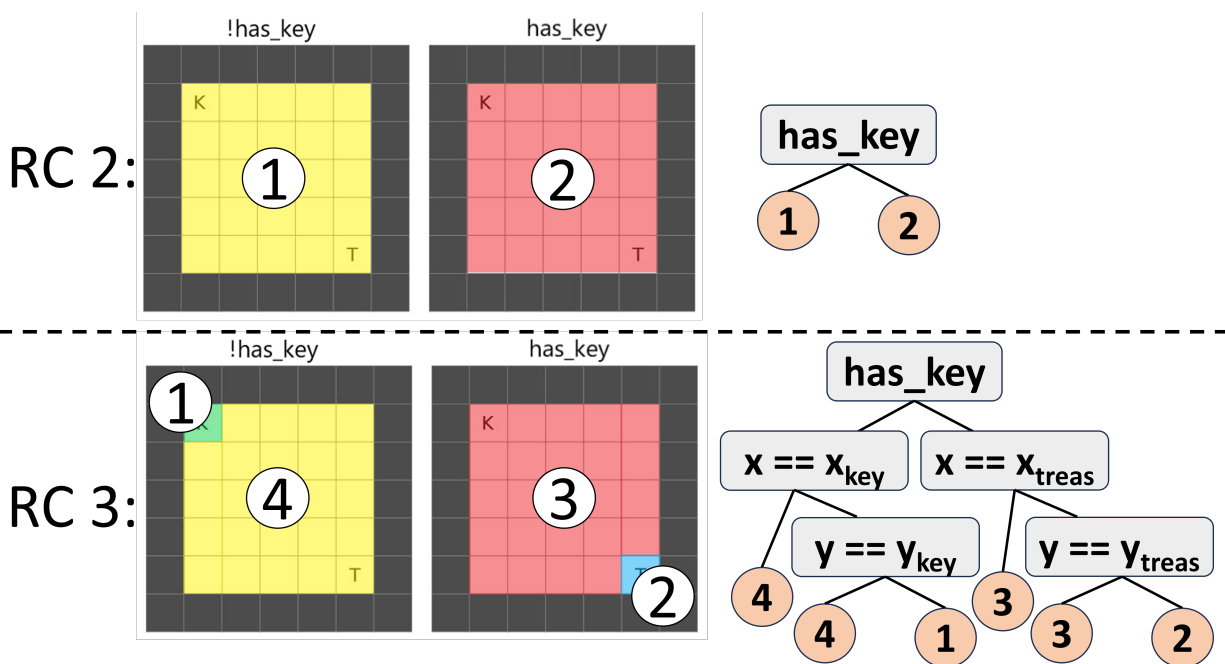 !has_key has_key
RC 2:
K K
1 2
T T
has_key
1 2
!has_key has_key
RC 3:
1 K
4 3
T T
2
has_key
x == xkey x == xtreas
y == ykey y == ytreas
4 3
4 1 3 2